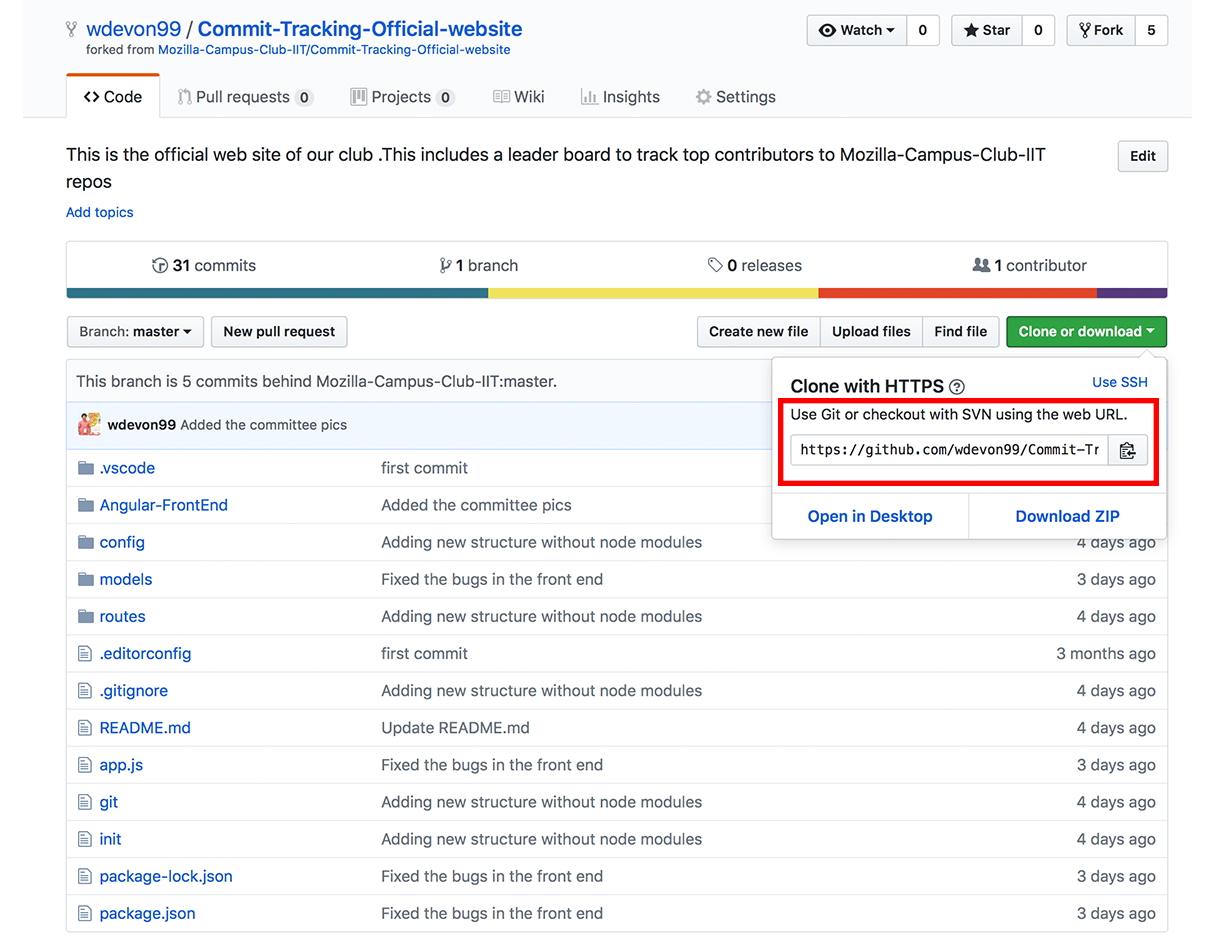 wdevon99 / Commit-Tracking-Official-website
Watch 0 Star 0 Fork 5
forked from Mozilla-Campus-Club-IIT/Commit-Tracking-Official-website
Code Pull requests 0 Projects 0 Wiki Insights Settings
This is the official web site of our club .This includes a leader board to track top contributors to Mozilla-Campus-Club-IIT
repos
Edit
Add topics
31 commits 1 branch 0 releases 1 contributor
Branch: master New pull request Create new file Upload files Find file Clone or download
This branch is 5 commits behind Mozilla-Campus-Club-IIT:master.
Clone with HTTPS ? Use SSH
Use Git or checkout with SVN using the web URL.
https://github.com/wdevon99/Commit-Tr
Open in Desktop Download ZIP
wdevon99 Added the committee pics
.vscode first commit
Angular-FrontEnd Added the committee pics
config Adding new structure without node modules 4 days ago
models Fixed the bugs in the front end 3 days ago
routes Adding new structure without node modules 4 days ago
.editorconfig first commit 3 months ago
.gitignore Adding new structure without node modules 4 days ago
README.md Update README.md 4 days ago
app.js Fixed the bugs in the front end 3 days ago
git Adding new structure without node modules 4 days ago
init Adding new structure without node modules 4 days ago
package-lock.json Fixed the bugs in the front end 3 days ago
package.json Fixed the bugs in the front end 3 days ago